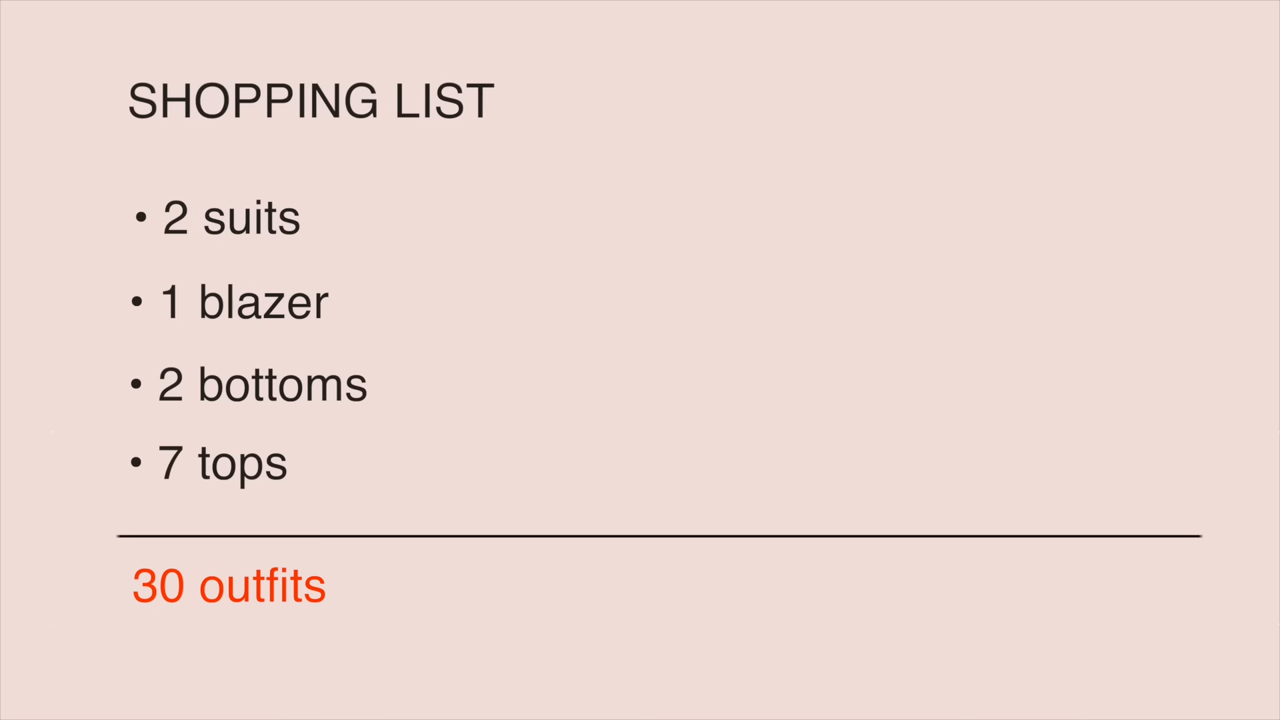 SHOPPING LIST
• 2 suits
• 1 blazer
• 2 bottoms
• 7 tops
30 outfits